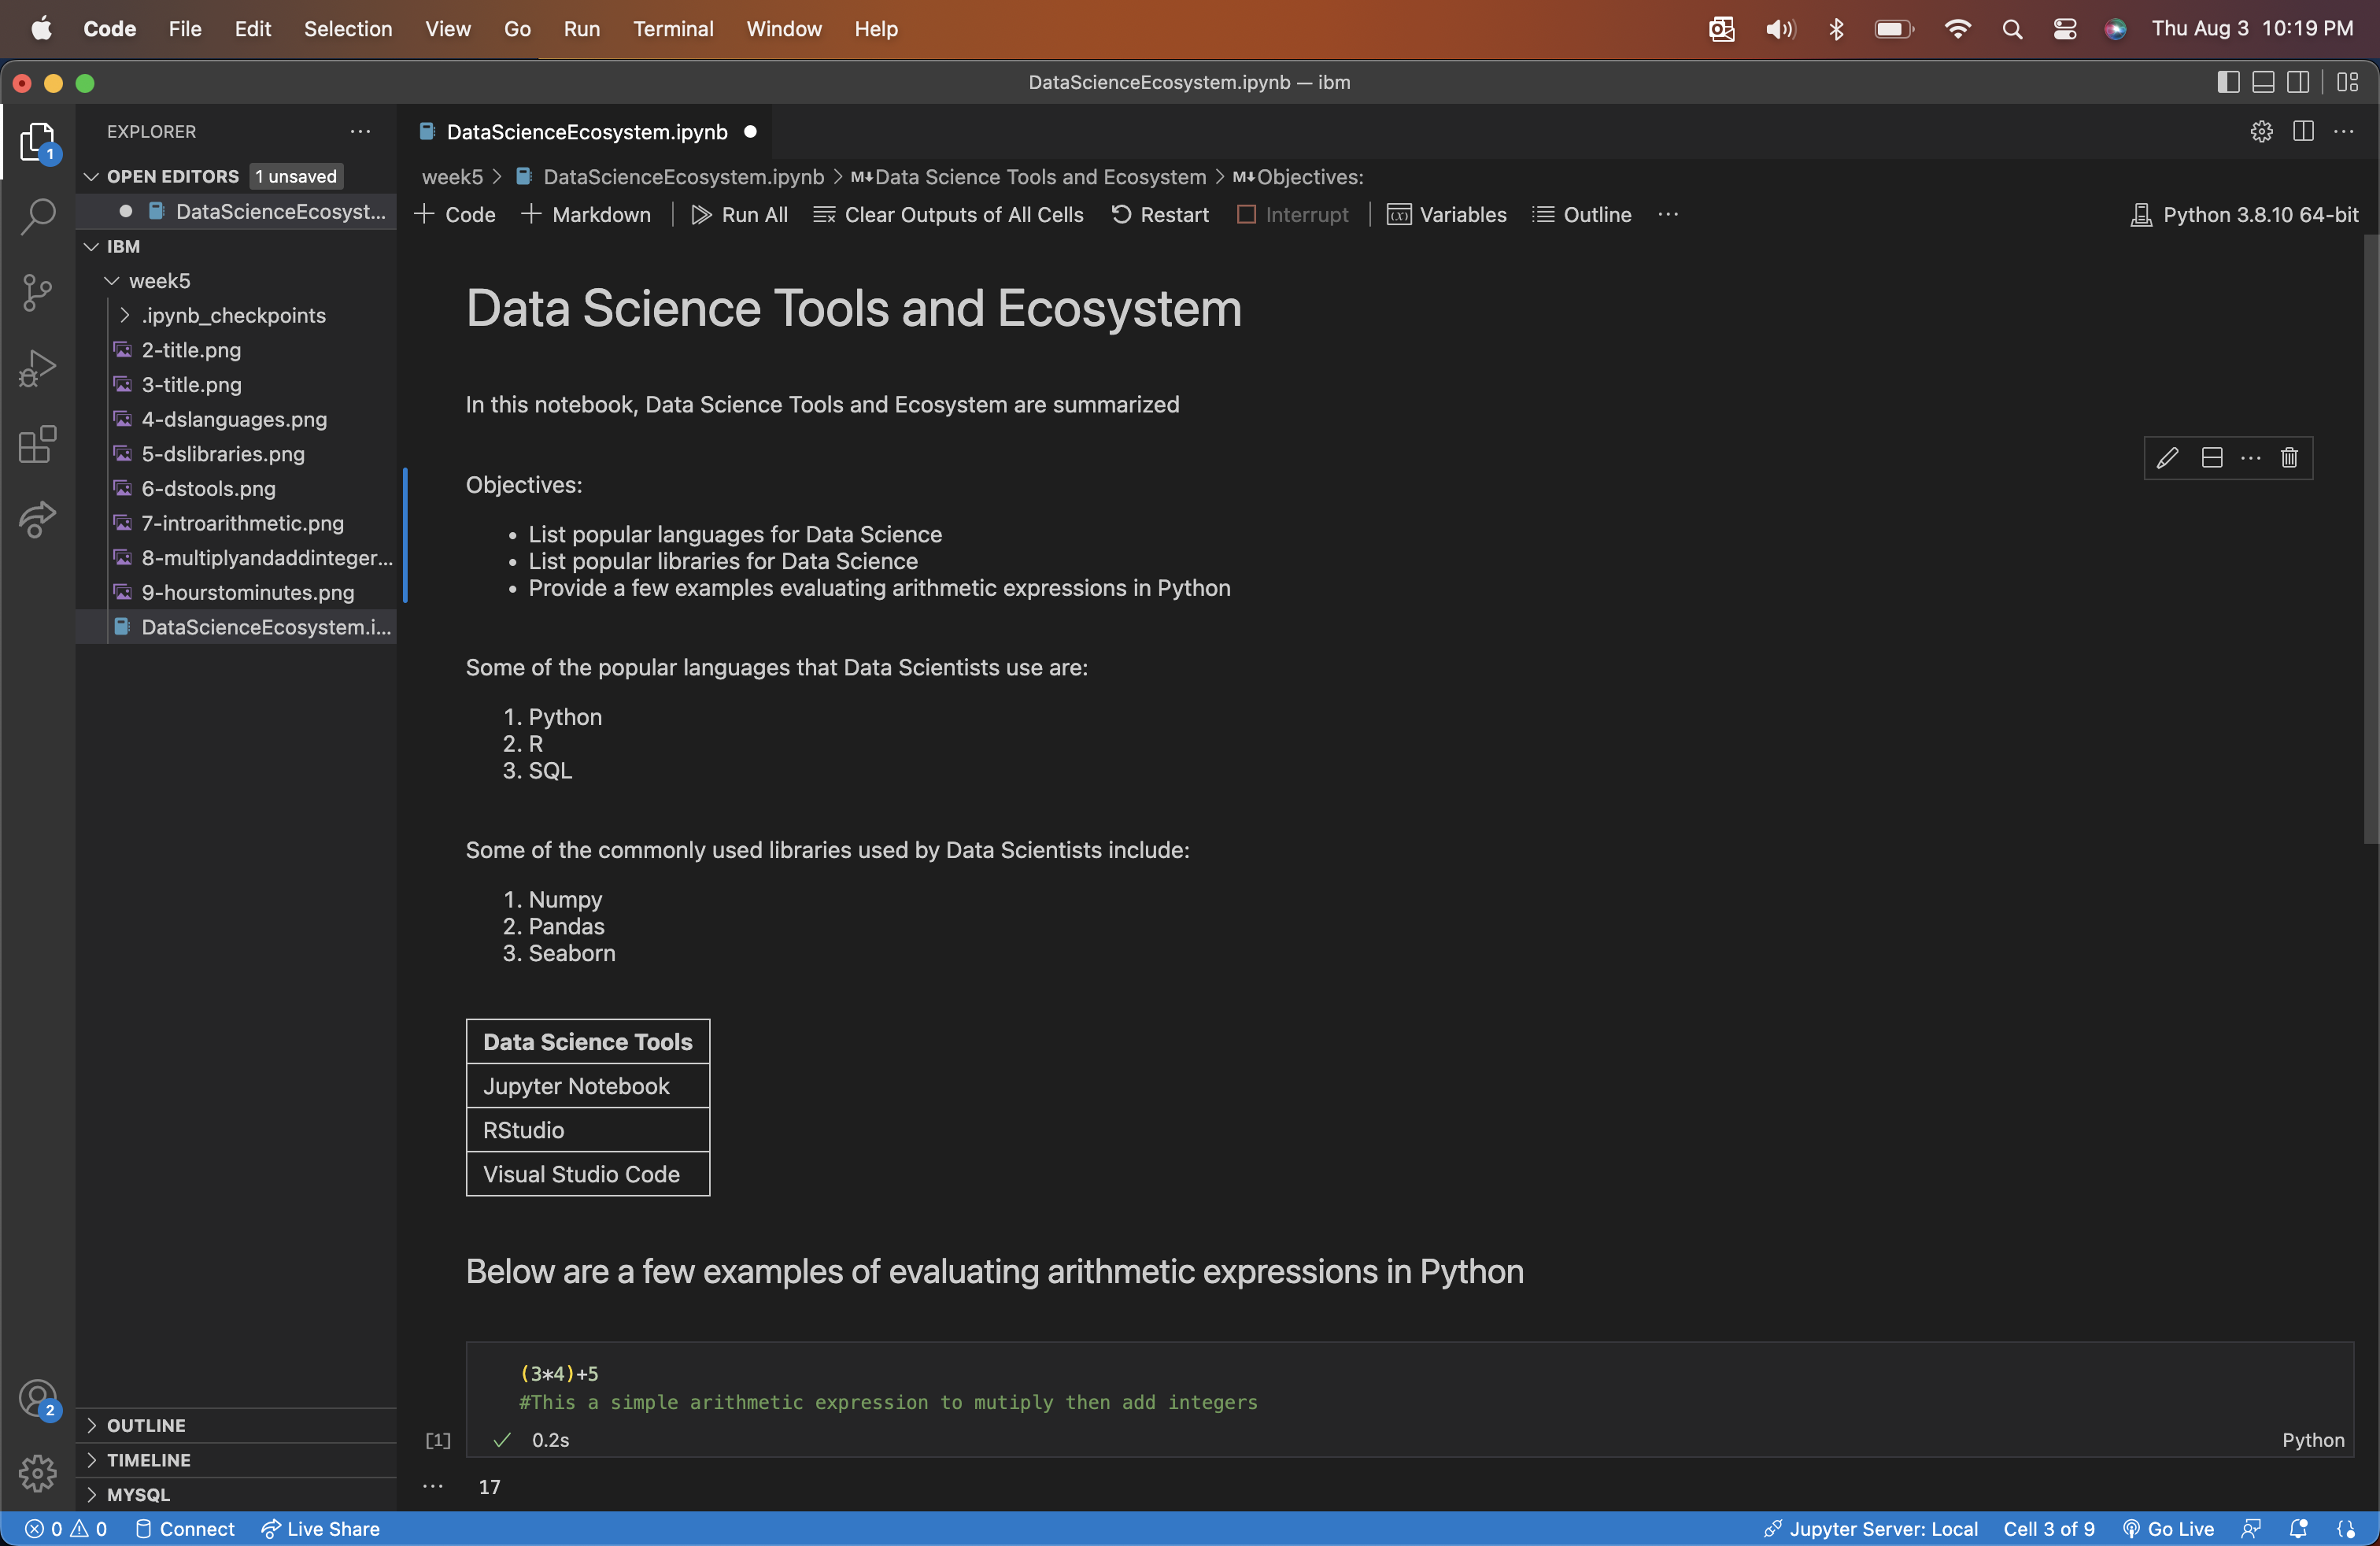 Code File Edit Selection View Go Run Terminal Window Help Thu Aug 3 10:19 PM
DataScienceEcosystem.ipynb — ibm
EXPLORER
OPEN EDITORS 1 unsaved
DataScienceEcosyst...
IBM
week5
.ipynb_checkpoints
2-title.png
3-title.png
4-dslanguages.png
5-dslibraries.png
6-dstools.png
7-introarithmetic.png
8-multiplyandaddinteger...
9-hourstominutes.png
DataScienceEcosystem.i...
OUTLINE
TIMELINE
MYSQL
1
2
DataScienceEcosystem.ipynb
week5 > DataScienceEcosystem.ipynb > M↓Data Science Tools and Ecosystem > M↓Objectives:
+ Code + Markdown | Run All Clear Outputs of All Cells Restart Interrupt | Variables Outline ... Python 3.8.10 64-bit
Data Science Tools and Ecosystem
In this notebook, Data Science Tools and Ecosystem are summarized
Objectives:
• List popular languages for Data Science
• List popular libraries for Data Science
• Provide a few examples evaluating arithmetic expressions in Python
Some of the popular languages that Data Scientists use are:
1. Python
2. R
3. SQL
Some of the commonly used libraries used by Data Scientists include:
1. Numpy
2. Pandas
3. Seaborn
Data Science Tools
Jupyter Notebook
RStudio
Visual Studio Code
Below are a few examples of evaluating arithmetic expressions in Python
(3*4)+5
#This a simple arithmetic expression to mutiply then add integers
[1] ✓ 0.2s Python
... 17
0 0 Connect Live Share Jupyter Server: Local Cell 3 of 9 Go Live